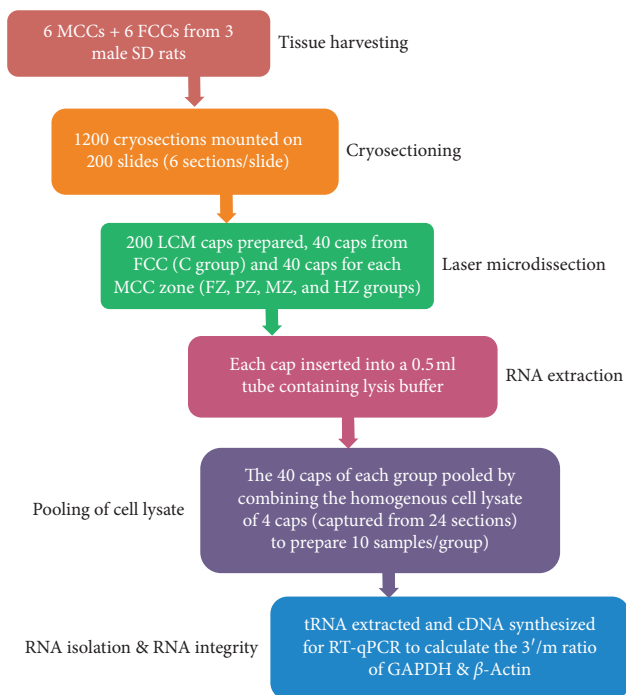 6 MCCs + 6 FCCs from 3
male SD rats
Tissue harvesting
1200 cryosections mounted on
200 slides (6 sections/slide)
Cryosectioning
200 LCM caps prepared, 40 caps from
FCC (C group) and 40 caps for each
MCC zone (FZ, PZ, MZ, and HZ groups)
Laser microdissection
Each cap inserted into a 0.5 ml
tube containing lysis buffer
RNA extraction
The 40 caps of each group pooled by
combining the homogenous cell lysate
of 4 caps (captured from 24 sections)
to prepare 10 samples/group)
Pooling of cell lysate
tRNA extracted and cDNA synthesized
for RT-qPCR to calculate the 3′/m ratio
of GAPDH & β-Actin
RNA isolation & RNA integrity